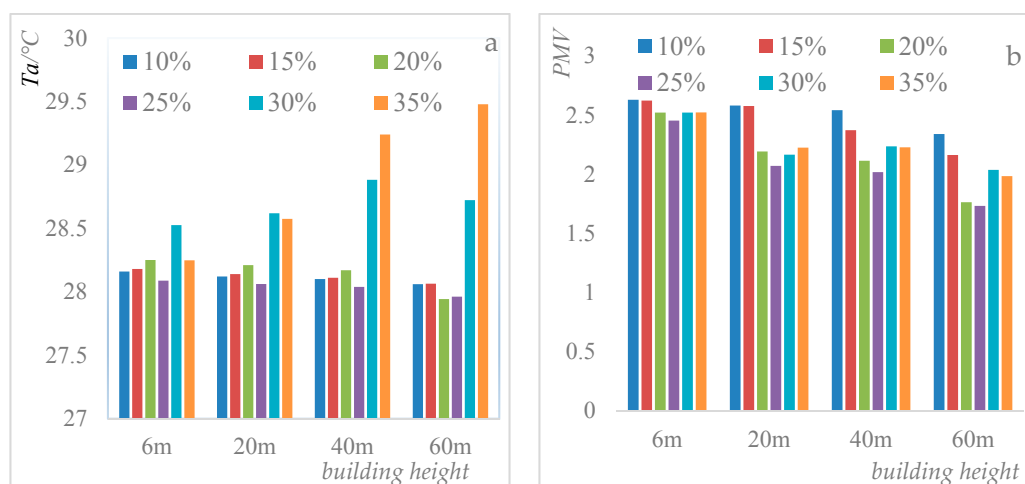 Ta/°C
30
29.5
29
28.5
28
27.5
27
a
10% 15% 20%
25% 30% 35%
6m 20m 40m 60m
building height
PMV
3
2.5
2
1.5
1
0.5
0
b
10% 15% 20%
25% 30% 35%
6m 20m 40m 60m
building height